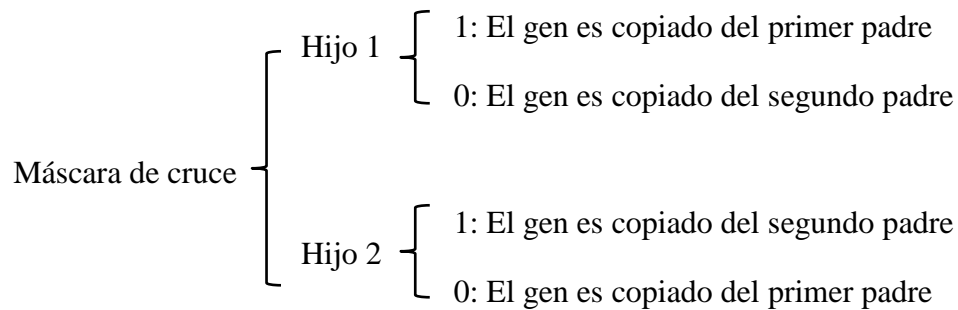 Máscara de cruce
Hijo 1
1: El gen es copiado del primer padre
0: El gen es copiado del segundo padre
Hijo 2
1: El gen es copiado del segundo padre
0: El gen es copiado del primer padre